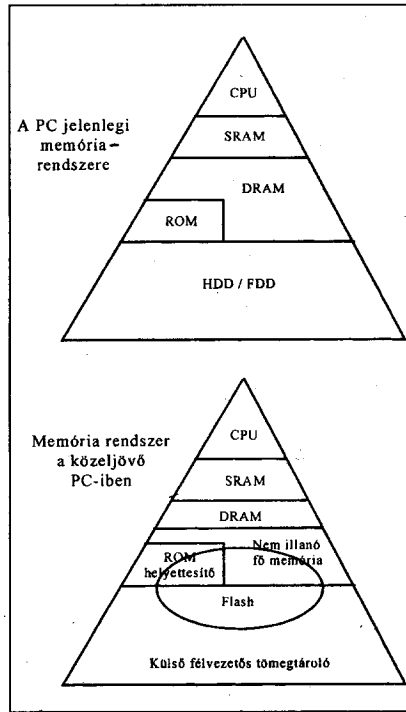 CPU
A PC jelenlegi
memória–
rendszere
SRAM
DRAM
ROM
HDD / FDD
Memória rendszer
a közeljövő
PC-iben
CPU
SRAM
DRAM
Nem illanó
fő memória
ROM
helyettesítő
Flash
Külső félvezetős tömegtároló